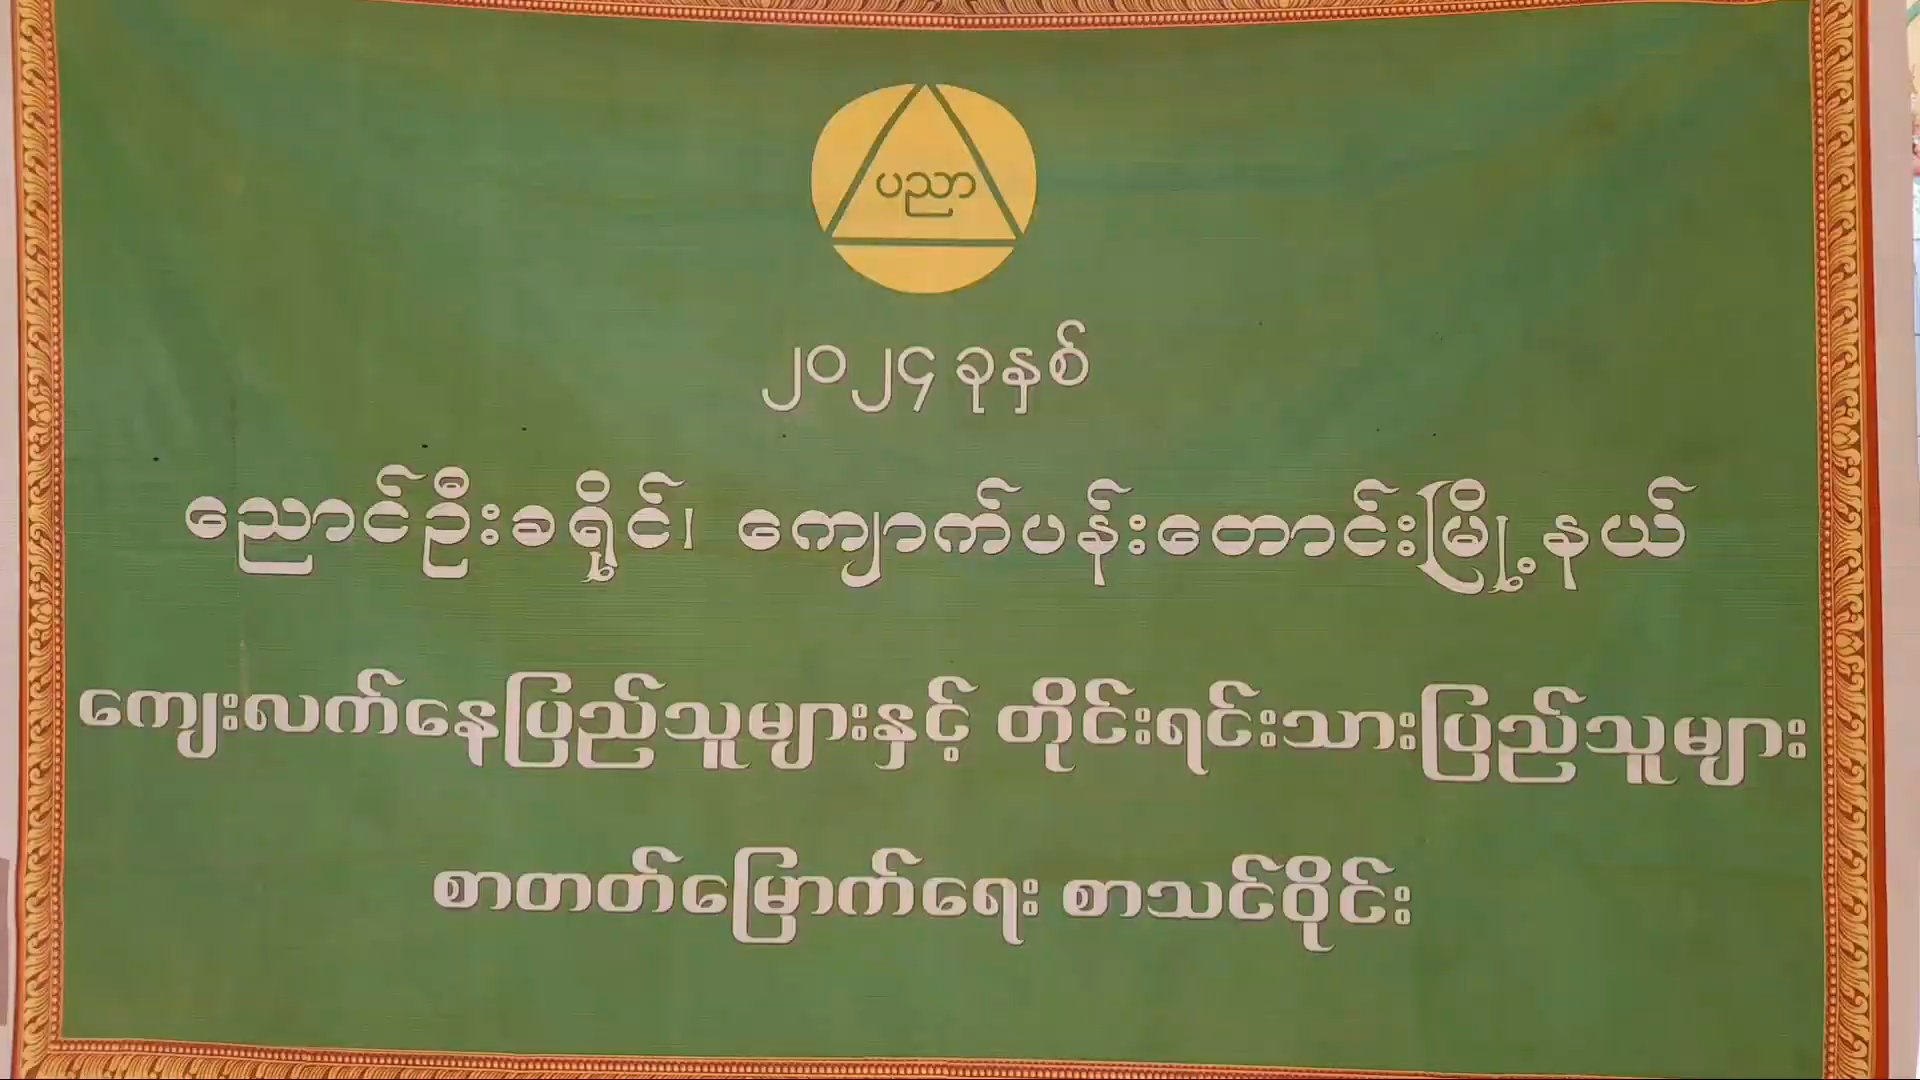 ပညာ
၂၀၂၄ ခုနှစ်
ညောင်ဦးခရိုင်၊ ကျောက်ပန်းတောင်းမြို့နယ်
ကျေးလက်နေပြည်သူများနှင့် တိုင်းရင်းသားပြည်သူများ
စာတတ်မြောက်ရေး စာသင်ဝိုင်း